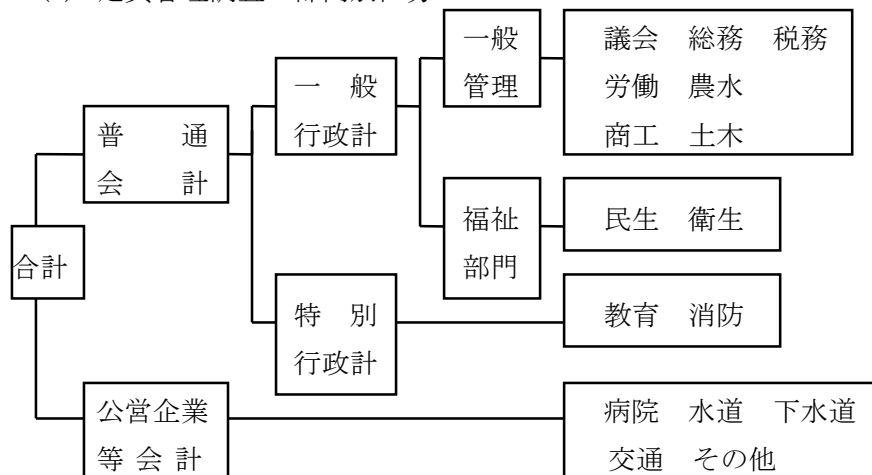 一般
管理
議会 総務 税務
労働 農水
商工 土木
一 般
行政計
普 通
会 計
福祉
部門
民生 衛生
合計
特 別
行政計
教育 消防
公営企業
等 会 計
病院 水道 下水道
交通 その他